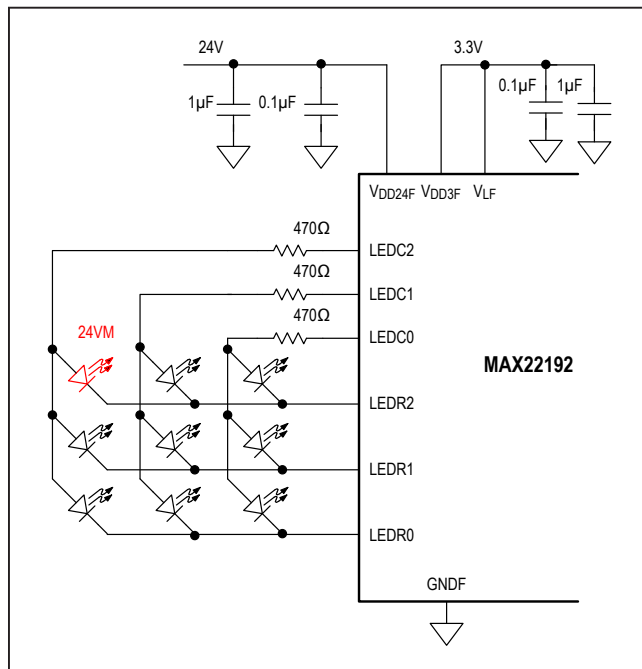 24V 3.3V
1µF 0.1µF 0.1µF 1µF
VDD24F VDD3F VLF
470Ω
LEDC2
470Ω
LEDC1
470Ω
LEDC0
24VM
MAX22192
LEDR2
LEDR1
LEDR0
GNDF